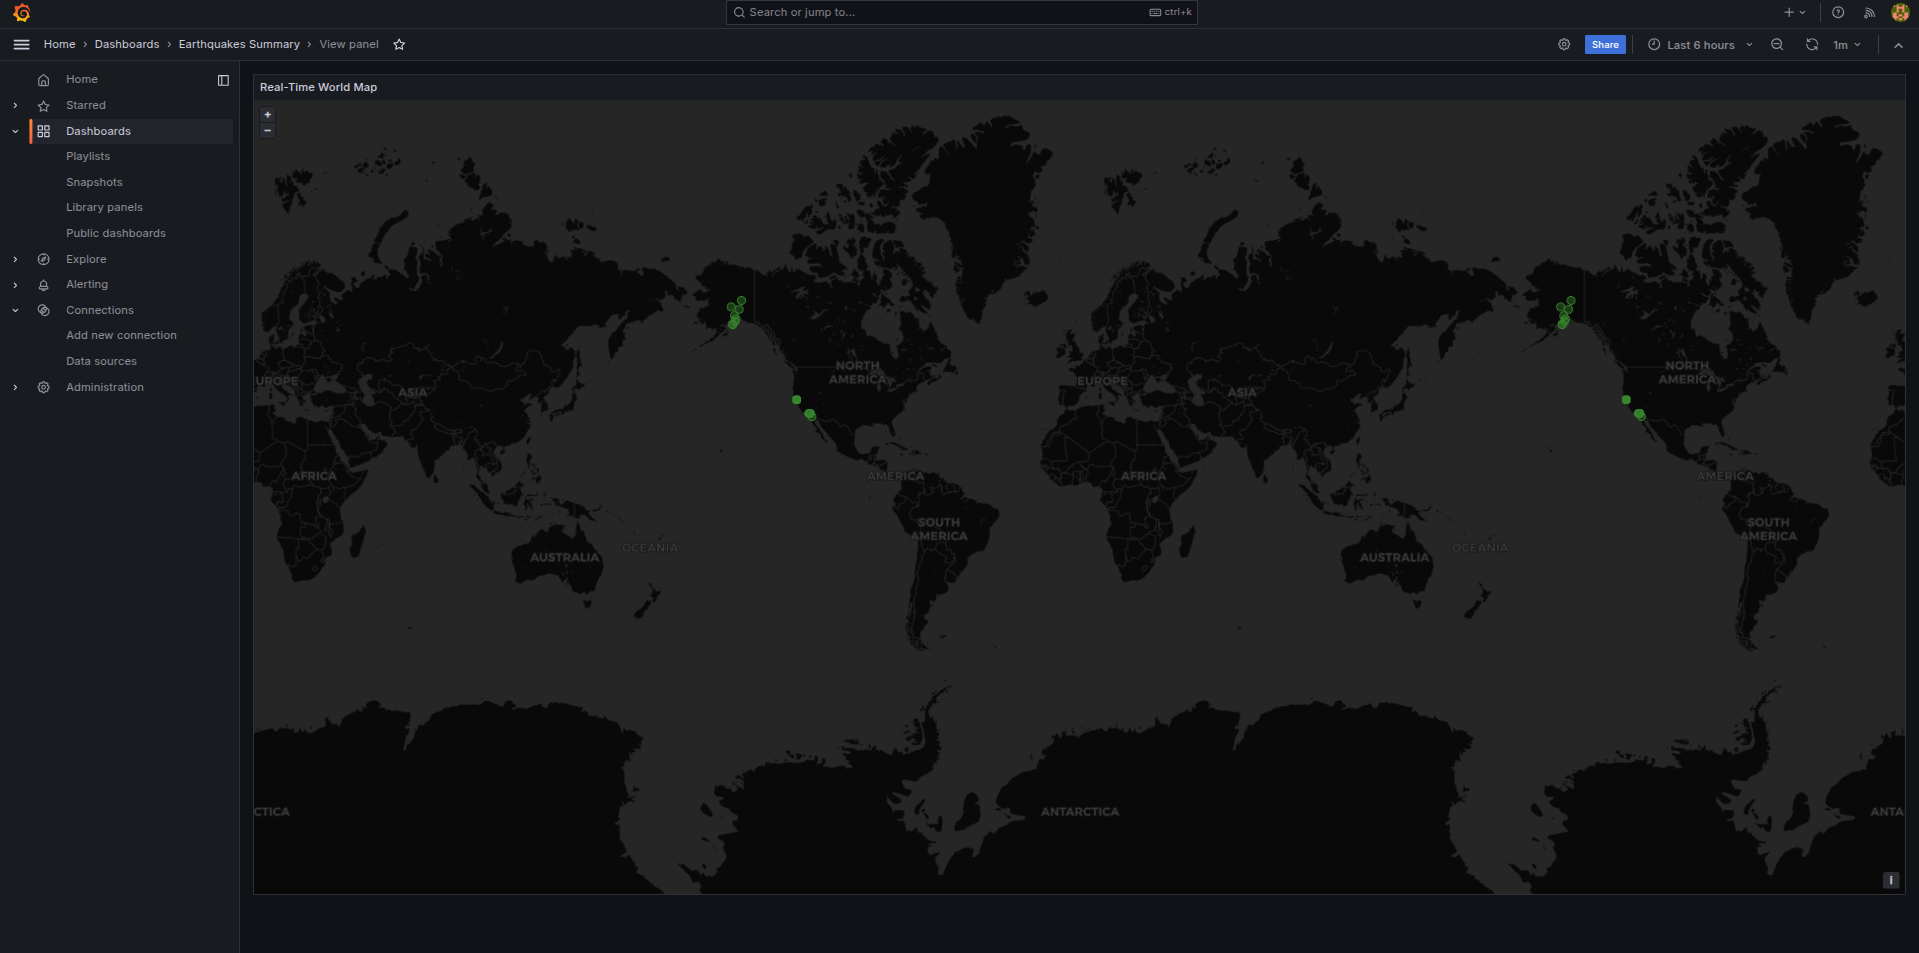 Search or jump to...
ctrl+k
Home
Dashboards
Earthquakes Summary
View panel
Share
Last 6 hours
1m
Home
Starred
Dashboards
Playlists
Snapshots
Library panels
Public dashboards
Explore
Alerting
Connections
Add new connection
Data sources
Administration
Real-Time World Map
+
−
UROPE
ASIA
AFRICA
AUSTRALIA
OCEANIA
NORTH
AMERICA
AMERICA
SOUTH
AMERICA
CTICA
EUROPE
ASIA
AFRICA
AUSTRALIA
OCEANIA
NORTH
AMERICA
AMERICA
SOUTH
AMERICA
ANTARCTICA
ANTA
i